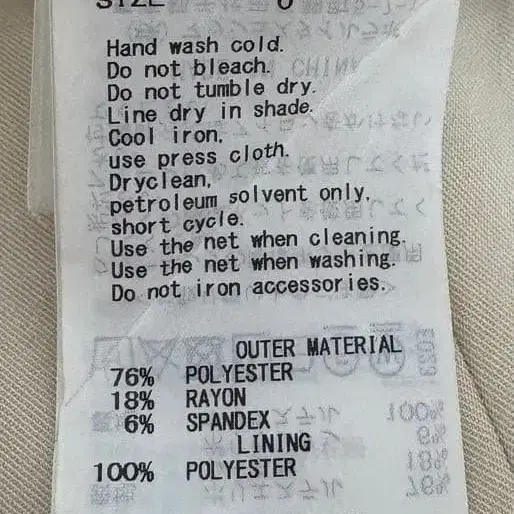 SIZE 0
Hand wash cold.
Do not bleach.
Do not tumble dry.
Line dry in shade.
Cool iron,
use press cloth.
Dryclean,
petroleum solvent only,
short cycle.
Use the net when cleaning.
Use the net when washing.
Do not iron accessories.
OUTER MATERIAL
76% POLYESTER
18% RAYON
6% SPANDEX
LINING
100% POLYESTER